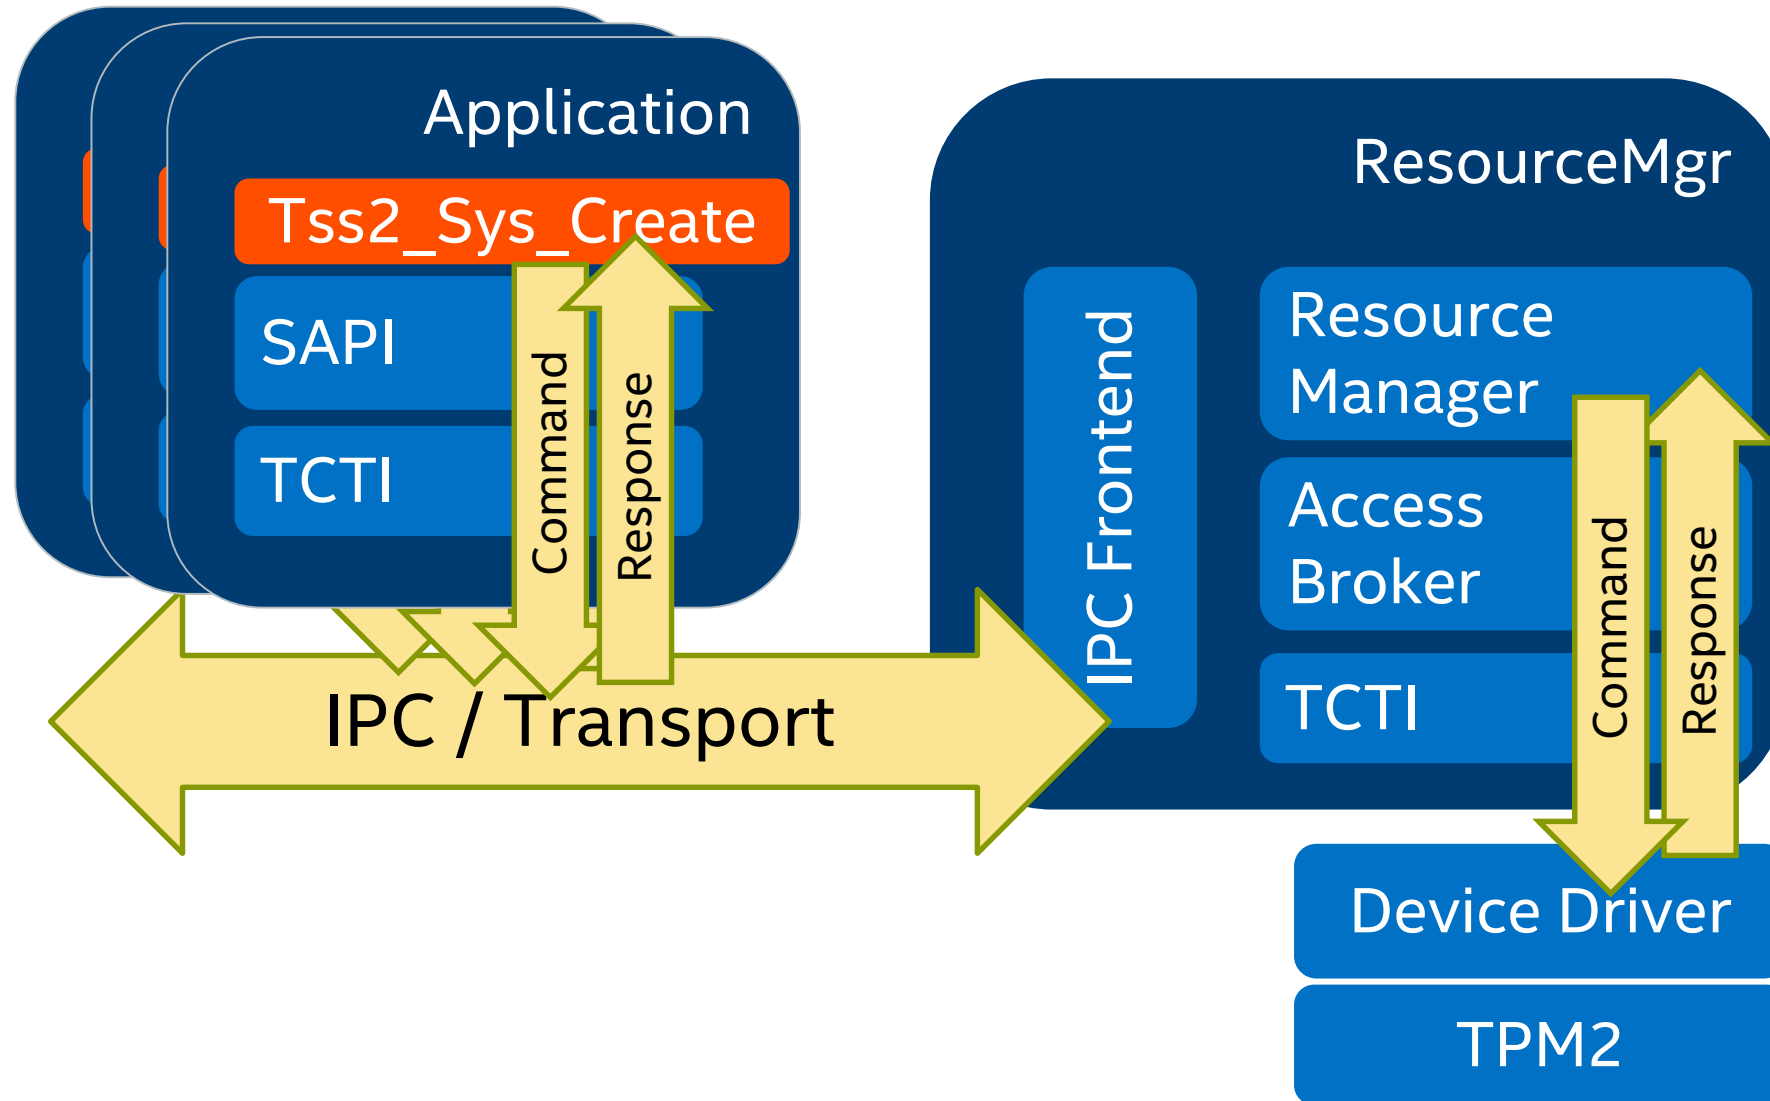 Application
Tss2_Sys_Create
SAPI
TCTI
Command
Response
IPC / Transport
ResourceMgr
IPC Frontend
Resource
Manager
Access
Broker
TCTI
Command
Response
Device Driver
TPM2